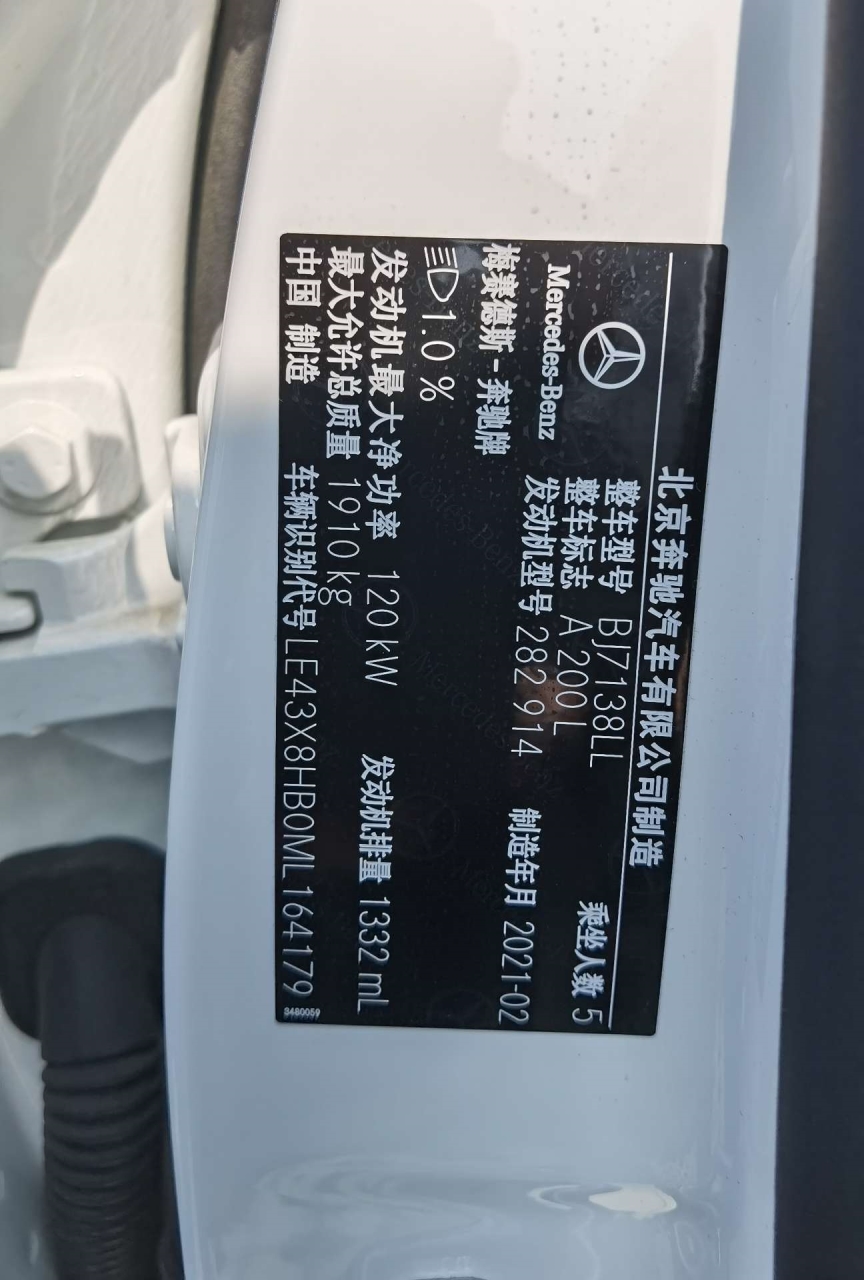 北京奔驰汽车有限公司制造
Mercedes-Benz
整车型号 BJ7138LL 乘坐人数 5
整车标志 A 200 L
梅赛德斯-奔驰牌 发动机型号 282 914 制造年月 2021-02
1.0 %
发动机最大净功率 120 kW 发动机排量 1332 mL
最大允许总质量 1910 kg
中国 制造 车辆识别代号 LE43X8HB0ML164179
3480059